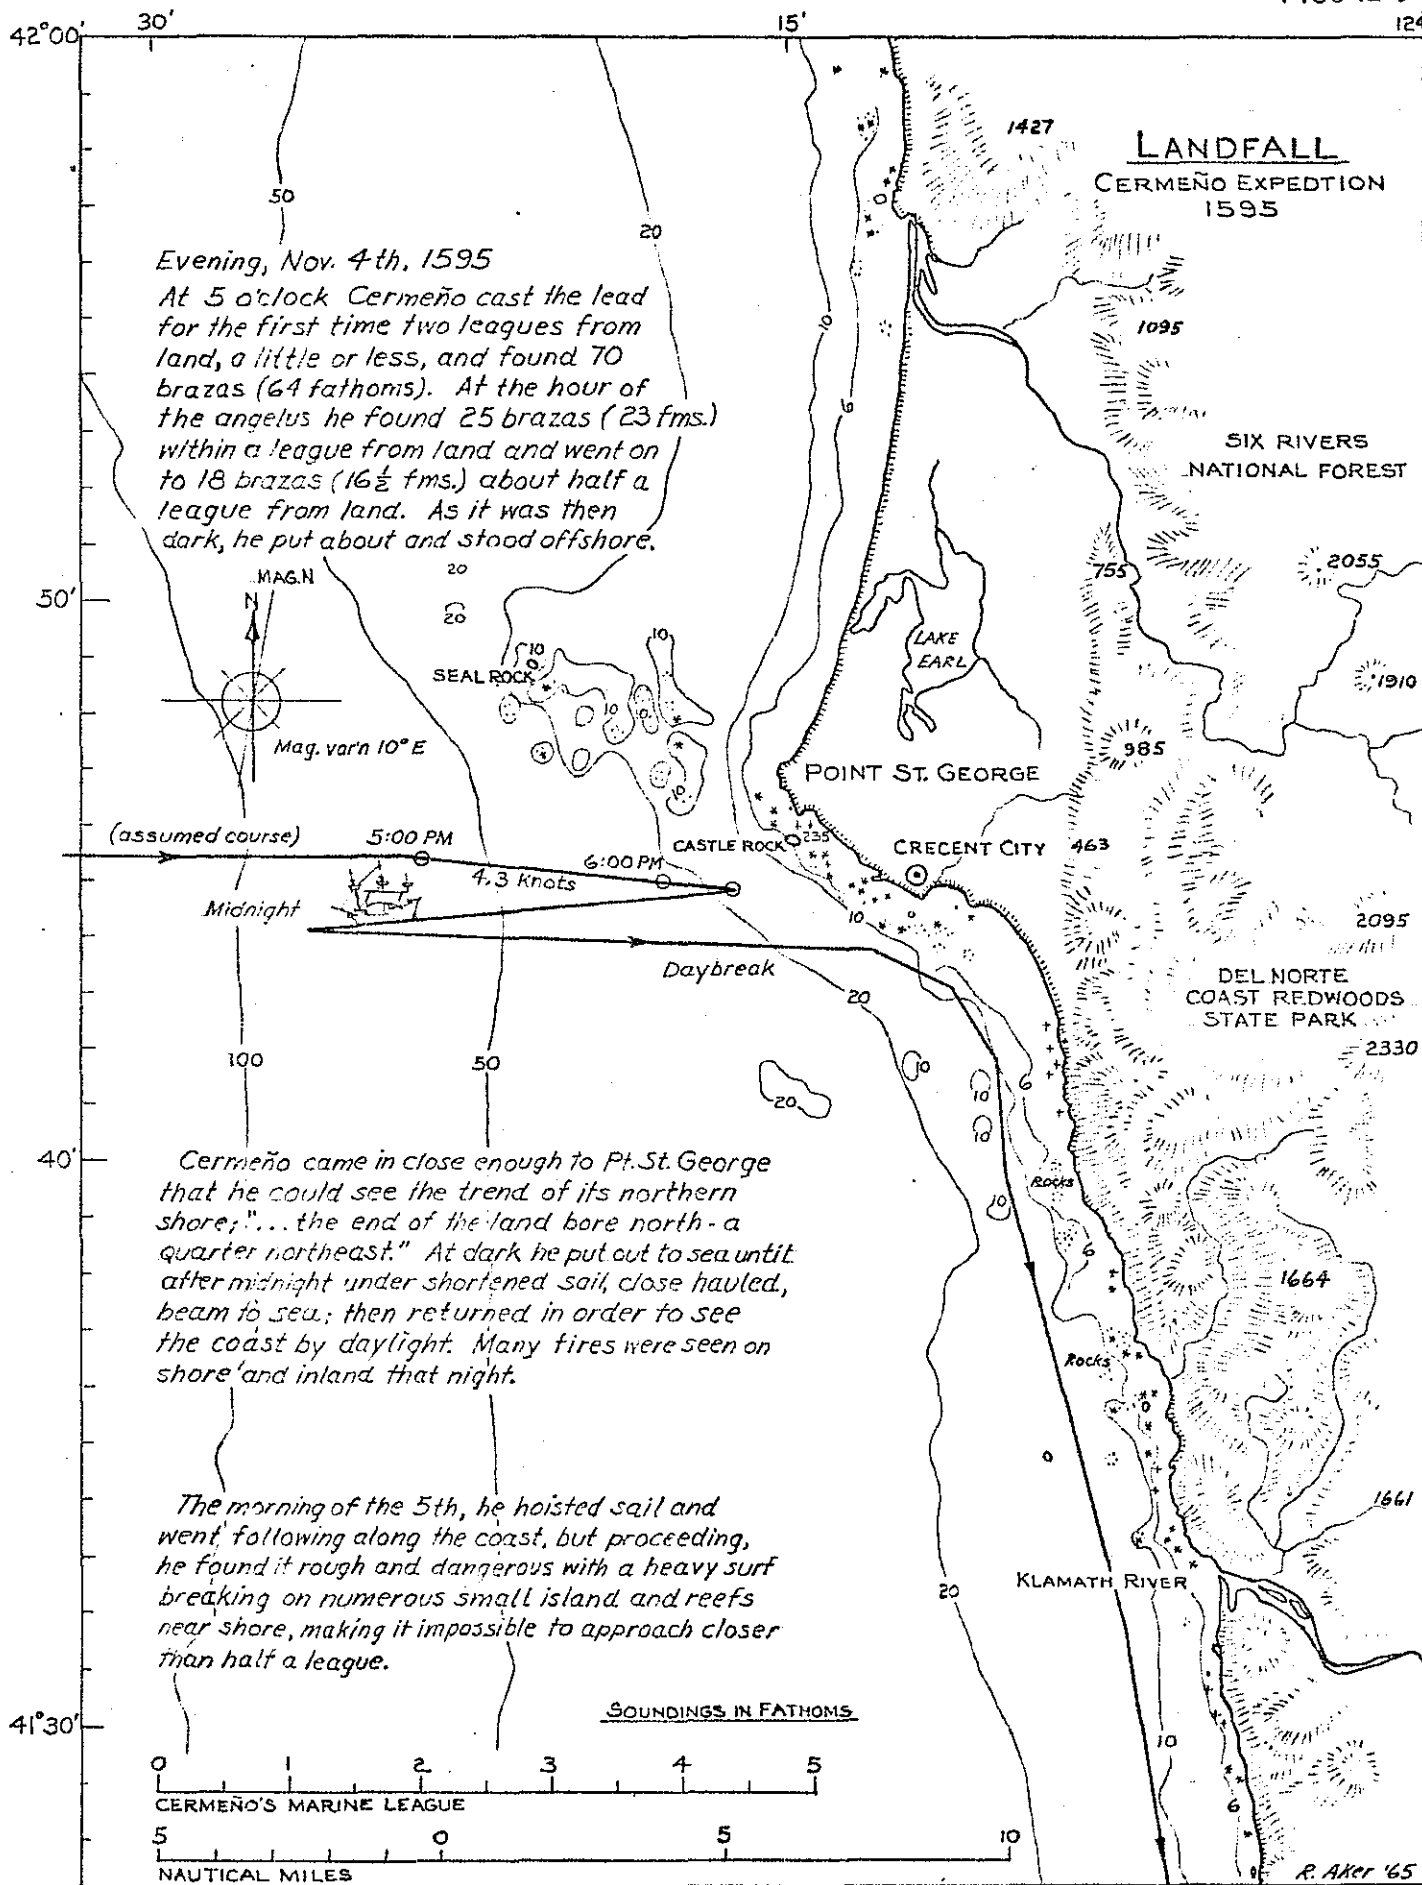 42°00'
30'
15'
124
LANDFALL
CERMEÑO EXPEDTION
1595
1427
50
20
10
Evening, Nov. 4th, 1595
At 5 o'clock Cermeño cast the lead
for the first time two leagues from
land, a little or less, and found 70
brazas (64 fathoms). At the hour of
the angelus he found 25 brazas (23 fms.)
within a league from land and went on
to 18 brazas (16½ fms.) about half a
league from land. As it was then
dark, he put about and stood offshore.
1095
6
SIX RIVERS
NATIONAL FOREST
755
2055
50'
MAG.N
N
20
20
10
10
SEAL ROCK
LAKE
EARL
1910
10
10
Mag. var'n 10° E
985
POINT ST. GEORGE
10
(assumed course)
5:00 PM
CASTLE ROCK
235
CRECENT CITY
463
6:00 PM
4.3 Knots
Midnight
10
2095
Daybreak
20
DEL NORTE
COAST REDWOODS
STATE PARK
2330
100
50
10
6
20
10
10
40'
Cermeño came in close enough to Pt. St. George
that he could see the trend of its northern
shore; "... the end of the land bore north - a
quarter northeast." At dark he put out to sea until
after midnight under shortened sail, close hauled,
beam to sea; then returned in order to see
the coast by daylight. Many fires were seen on
shore and inland that night.
Rocks
10
6
1664
Rocks
The morning of the 5th, he hoisted sail and
went following along the coast, but proceeding,
he found it rough and dangerous with a heavy surf
breaking on numerous small island and reefs
near shore, making it impossible to approach closer
than half a league.
1661
KLAMATH RIVER
20
41°30'
SOUNDINGS IN FATHOMS
10
0 1 2 3 4 5
CERMEÑO'S MARINE LEAGUE
6
5 0 5 10
NAUTICAL MILES
R. Aker '65